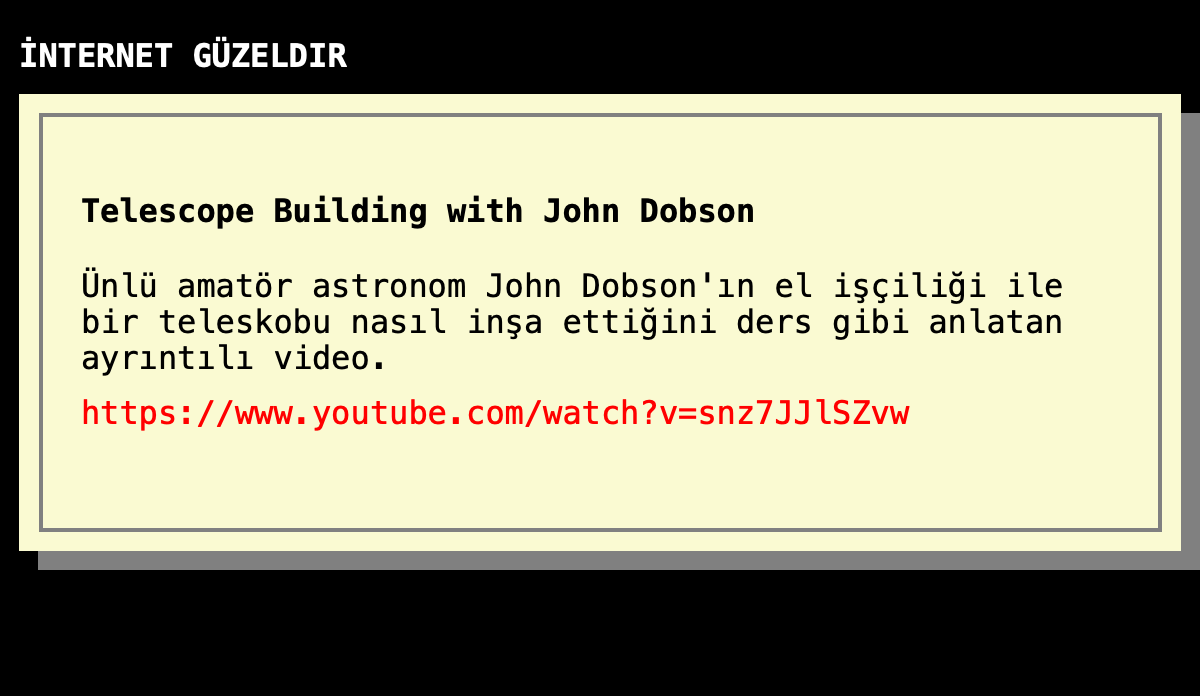 İNTERNET GÜZELDIR
Telescope Building with John Dobson
Ünlü amatör astronom John Dobson'ın el işçiliği ile
bir teleskobu nasıl inşa ettiğini ders gibi anlatan
ayrıntılı video.
https://www.youtube.com/watch?v=snz7JJlSZvw